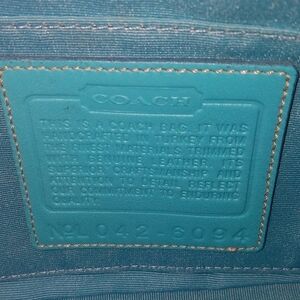 COACH
THIS IS A COACH BAG. IT WAS
HANDCRAFTED IN TURKEY FROM
THE FINEST MATERIALS TRIMMED
WITH GENUINE LEATHER. ITS
SUPERIOR CRAFTSMANSHIP AND
ATTENTION TO DETAIL REFLECT
OUR COMMITMENT TO ENDURING
QUALITY.
No L042-6094